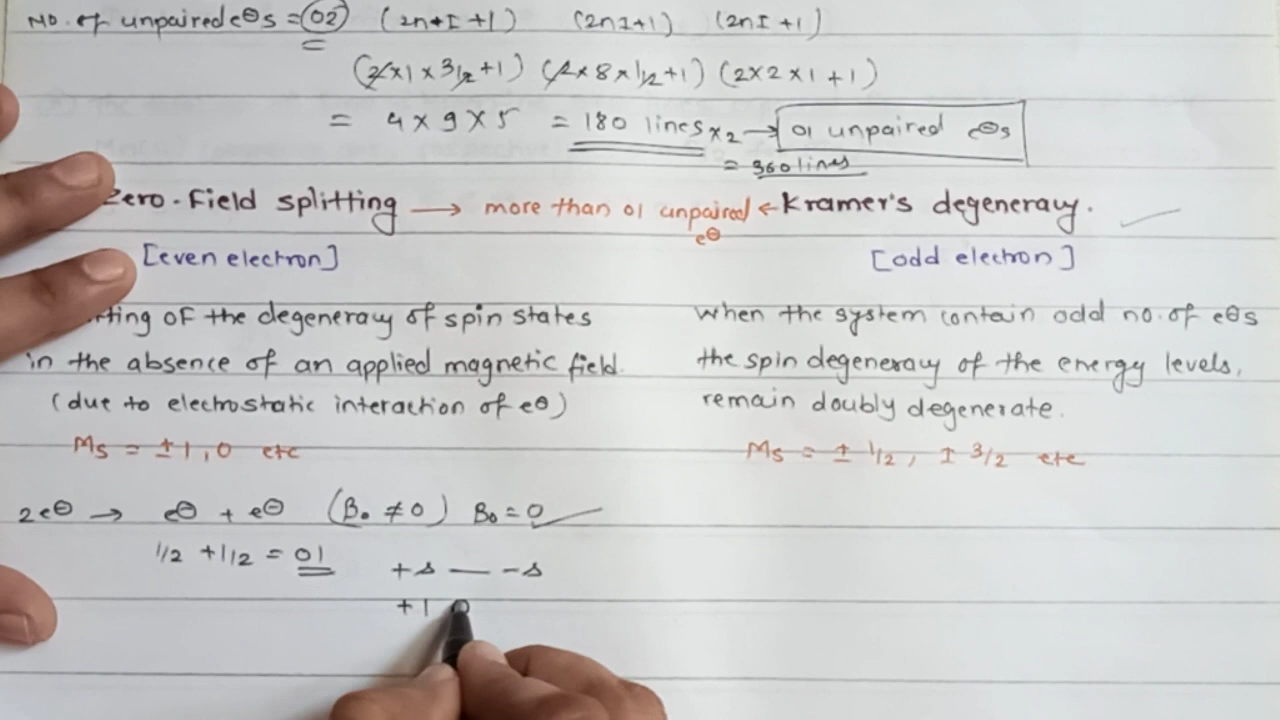 No. of unpaired e⊖s = 02 (2n+I+1) (2nI+1) (2nI+1)
(2×1×3/2+1) (2×8×1/2+1) (2×2×1+1)
= 4×9×5 = 180 lines ×2 → 01 unpaired e⊖s
= 360 lines
Zero-Field splitting → more than 01 unpaired e⊖ ← Kramer's degeneracy.
[even electron] [odd electron]
of the degeneracy of spin states
in the absence of an applied magnetic field.
(due to electrostatic interaction of e⊖)
Ms = ±1, 0 etc
When the system contain odd no. of e⊖s
the spin degeneracy of the energy levels,
remain doubly degenerate.
Ms = ± 1/2, ± 3/2 etc
2e⊖ → e⊖ + e⊖ (B₀ ≠ 0) B₀ = 0
1/2 + 1/2 = 01 +s — -s
+1 0